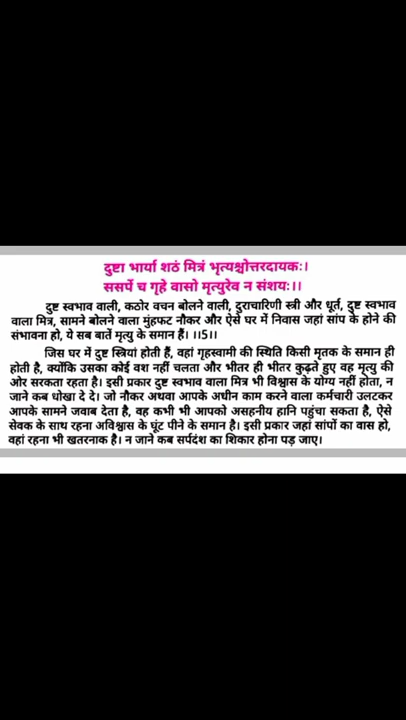 दुष्टा भार्या शठं मित्रं भृत्यश्चोत्तरदायकः।
ससर्पे च गृहे वासो मृत्युरेव न संशयः।।
दुष्ट स्वभाव वाली, कठोर वचन बोलने वाली, दुराचारिणी स्त्री और धूर्त, दुष्ट स्वभाव
वाला मित्र, सामने बोलने वाला मुंहफट नौकर और ऐसे घर में निवास जहां सांप के होने की
संभावना हो, ये सब बातें मृत्यु के समान हैं। ।।5।।
जिस घर में दुष्ट स्त्रियां होती हैं, वहां गृहस्वामी की स्थिति किसी मृतक के समान ही
होती है, क्योंकि उसका कोई वश नहीं चलता और भीतर ही भीतर कुढ़ते हुए वह मृत्यु की
ओर सरकता रहता है। इसी प्रकार दुष्ट स्वभाव वाला मित्र भी विश्वास के योग्य नहीं होता, न
जाने कब धोखा दे दे। जो नौकर अथवा आपके अधीन काम करने वाला कर्मचारी उलटकर
आपके सामने जवाब देता है, वह कभी भी आपको असहनीय हानि पहुंचा सकता है, ऐसे
सेवक के साथ रहना अविश्वास के घूंट पीने के समान है। इसी प्रकार जहां सांपों का वास हो,
वहां रहना भी खतरनाक है। न जाने कब सर्पदंश का शिकार होना पड़ जाए।